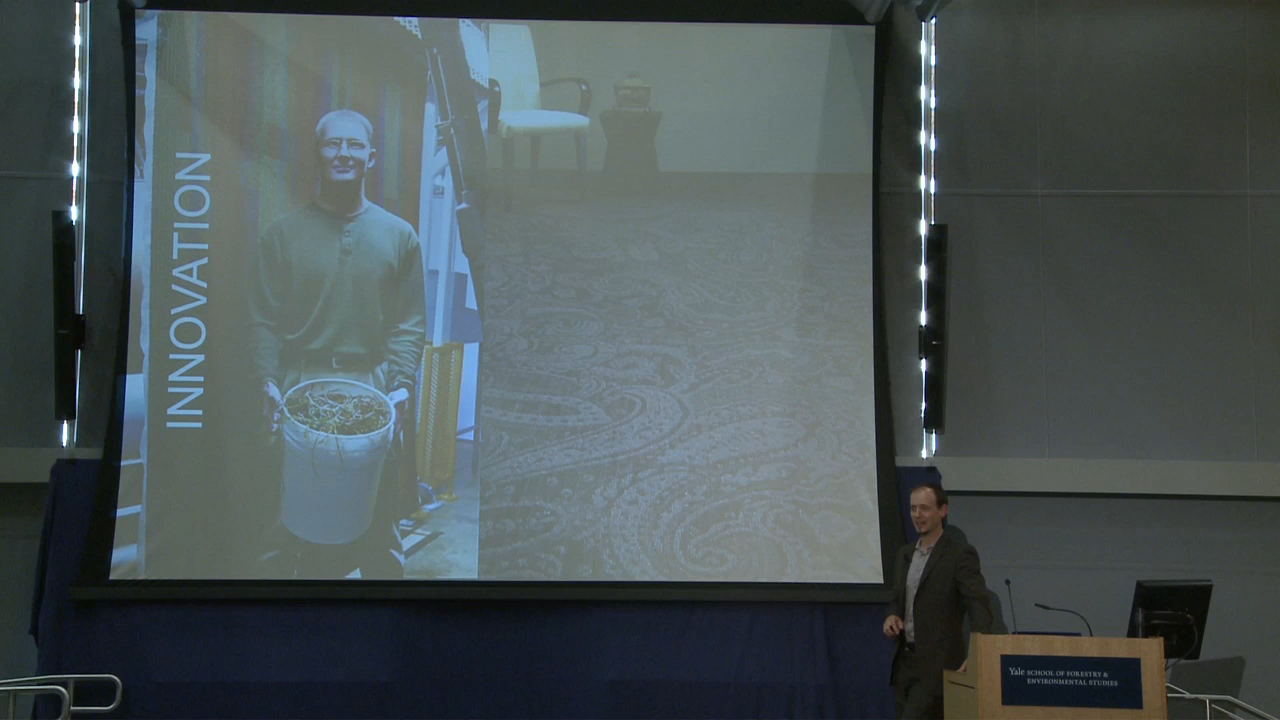 INNOVATION
Yale SCHOOL OF FORESTRY &
ENVIRONMENTAL STUDIES